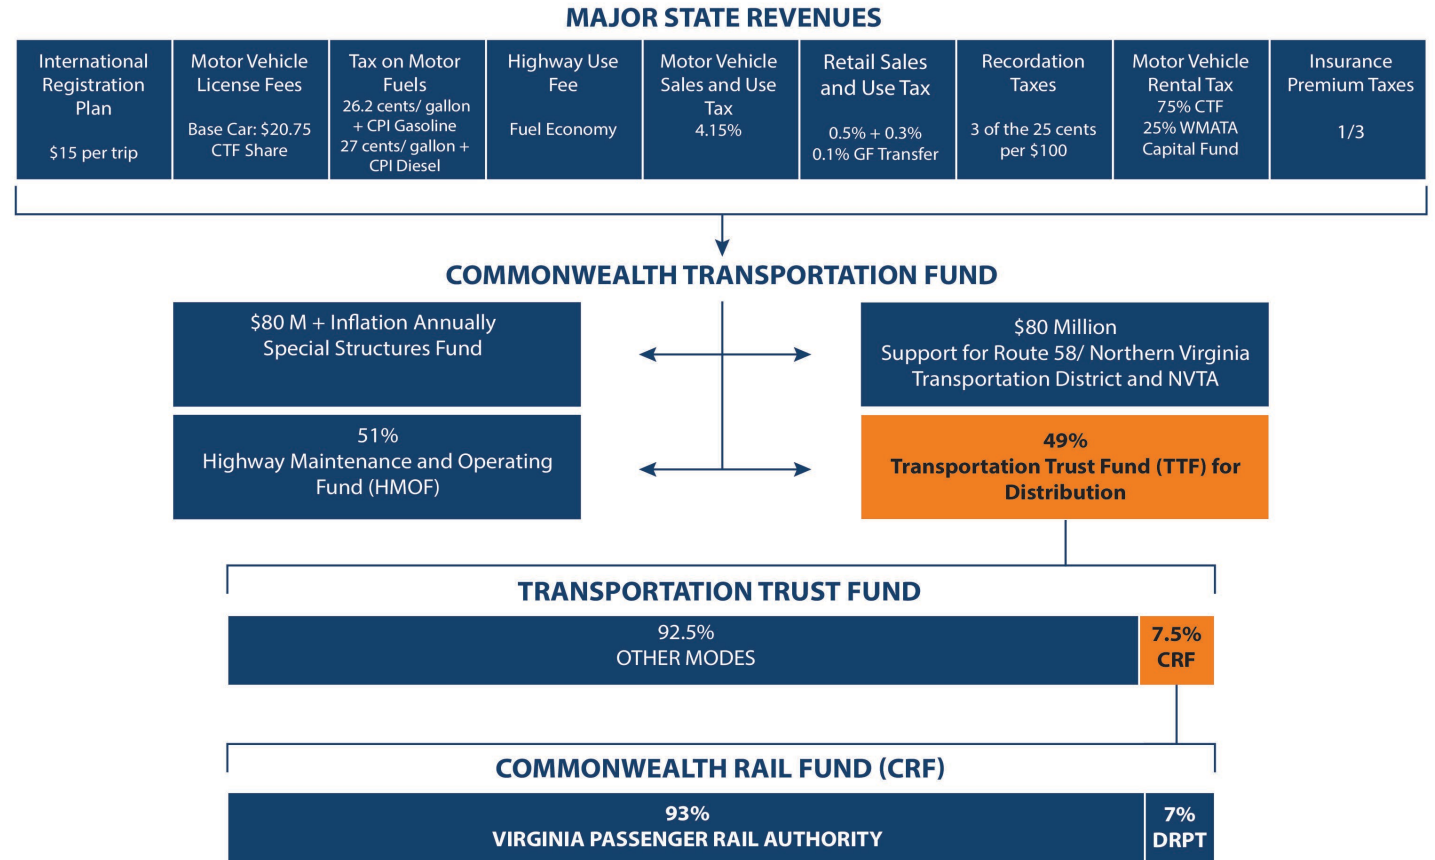 MAJOR STATE REVENUES
International
Registration
Plan
$15 per trip
Motor Vehicle
License Fees
Base Car: $20.75
CTF Share
Tax on Motor
Fuels
26.2 cents/ gallon
+ CPI Gasoline
27 cents/ gallon +
CPI Diesel
Highway Use
Fee
Fuel Economy
Motor Vehicle
Sales and Use
Tax
4.15%
Retail Sales
and Use Tax
0.5% + 0.3%
0.1% GF Transfer
Recordation
Taxes
3 of the 25 cents
per $100
Motor Vehicle
Rental Tax
75% CTF
25% WMATA
Capital Fund
Insurance
Premium Taxes
1/3
COMMONWEALTH TRANSPORTATION FUND
$80 M + Inflation Annually
Special Structures Fund
$80 Million
Support for Route 58/ Northern Virginia
Transportation District and NVTA
51%
Highway Maintenance and Operating
Fund (HMOF)
49%
Transportation Trust Fund (TTF) for
Distribution
TRANSPORTATION TRUST FUND
92.5%
OTHER MODES
7.5%
CRF
COMMONWEALTH RAIL FUND (CRF)
93%
VIRGINIA PASSENGER RAIL AUTHORITY
7%
DRPT